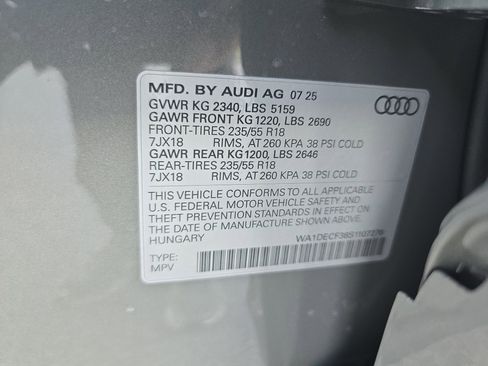 MFD. BY AUDI AG 07 25
GVWR KG 2340, LBS 5159
GAWR FRONT KG 1220, LBS 2690
FRONT-TIRES 235/55 R18
7JX18 RIMS, AT 260 KPA 38 PSI COLD
GAWR REAR KG1200, LBS 2646
REAR-TIRES 235/55 R18
7JX18 RIMS, AT 260 KPA 38 PSI COLD
THIS VEHICLE CONFORMS TO ALL APPLICABLE
U.S. FEDERAL MOTOR VEHICLE SAFETY AND
THEFT PREVENTION STANDARDS IN EFFECT ON
THE DATE OF MANUFACTURE SHOWN ABOVE.
HUNGARY
WA1DECF38S1107270
TYPE:
MPV